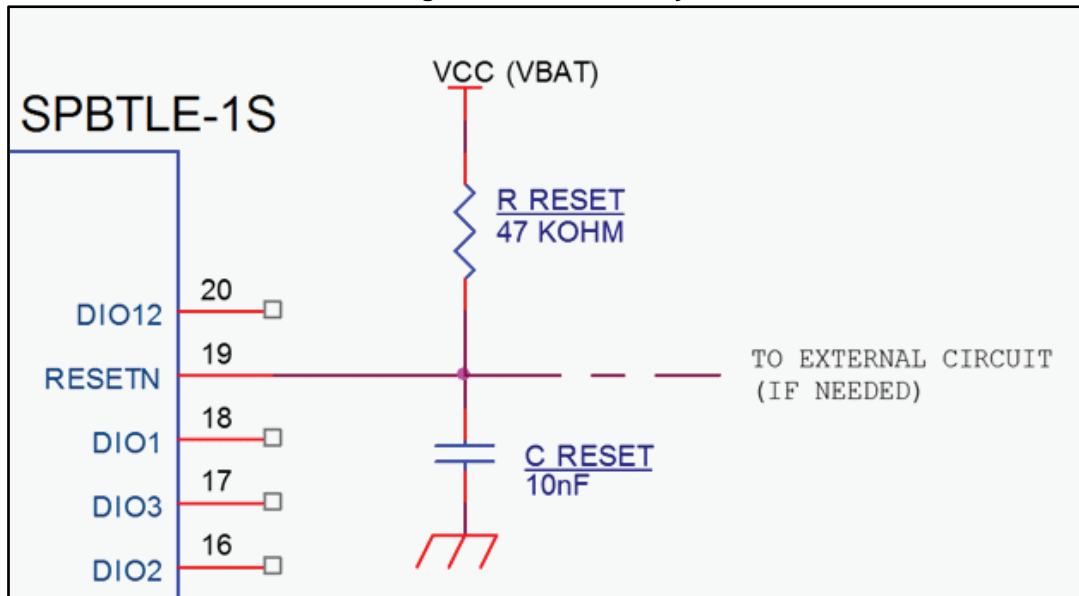 VCC (VBAT)
SPBTLE-1S
R RESET
47 KOHM
DIO12 20
RESETN 19
TO EXTERNAL CIRCUIT
(IF NEEDED)
DIO1 18
C RESET
10nF
DIO3 17
DIO2 16